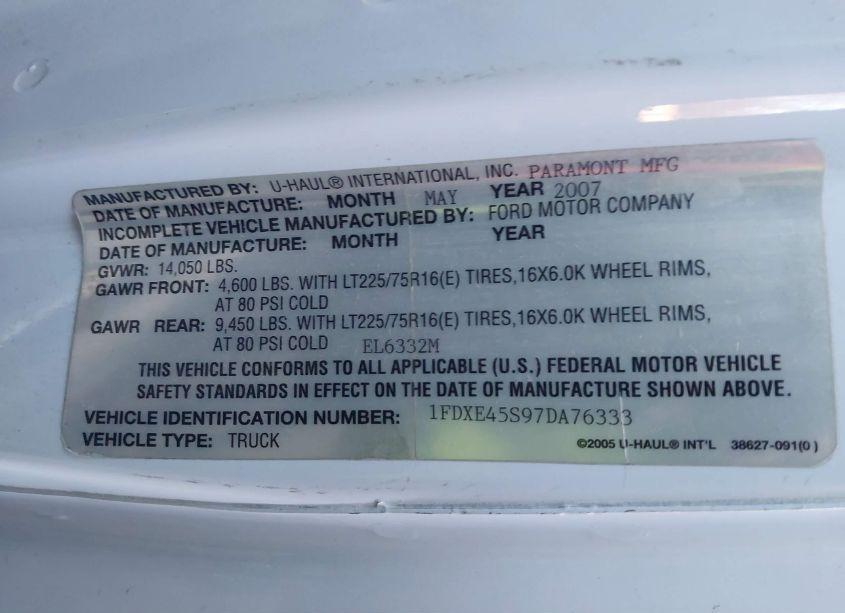 MANUFACTURED BY: U-HAUL® INTERNATIONAL, INC. PARAMONT MFG
DATE OF MANUFACTURE: MONTH MAY YEAR 2007
INCOMPLETE VEHICLE MANUFACTURED BY: FORD MOTOR COMPANY
DATE OF MANUFACTURE: MONTH YEAR
GVWR: 14,050 LBS.
GAWR FRONT: 4,600 LBS. WITH LT225/75R16(E) TIRES,16X6.0K WHEEL RIMS,
AT 80 PSI COLD
GAWR REAR: 9,450 LBS. WITH LT225/75R16(E) TIRES,16X6.0K WHEEL RIMS,
AT 80 PSI COLD EL6332M
THIS VEHICLE CONFORMS TO ALL APPLICABLE (U.S.) FEDERAL MOTOR VEHICLE
SAFETY STANDARDS IN EFFECT ON THE DATE OF MANUFACTURE SHOWN ABOVE.
VEHICLE IDENTIFICATION NUMBER: 1FDXE45S97DA76333
VEHICLE TYPE: TRUCK ©2005 U-HAUL® INT'L 38627-091(0)